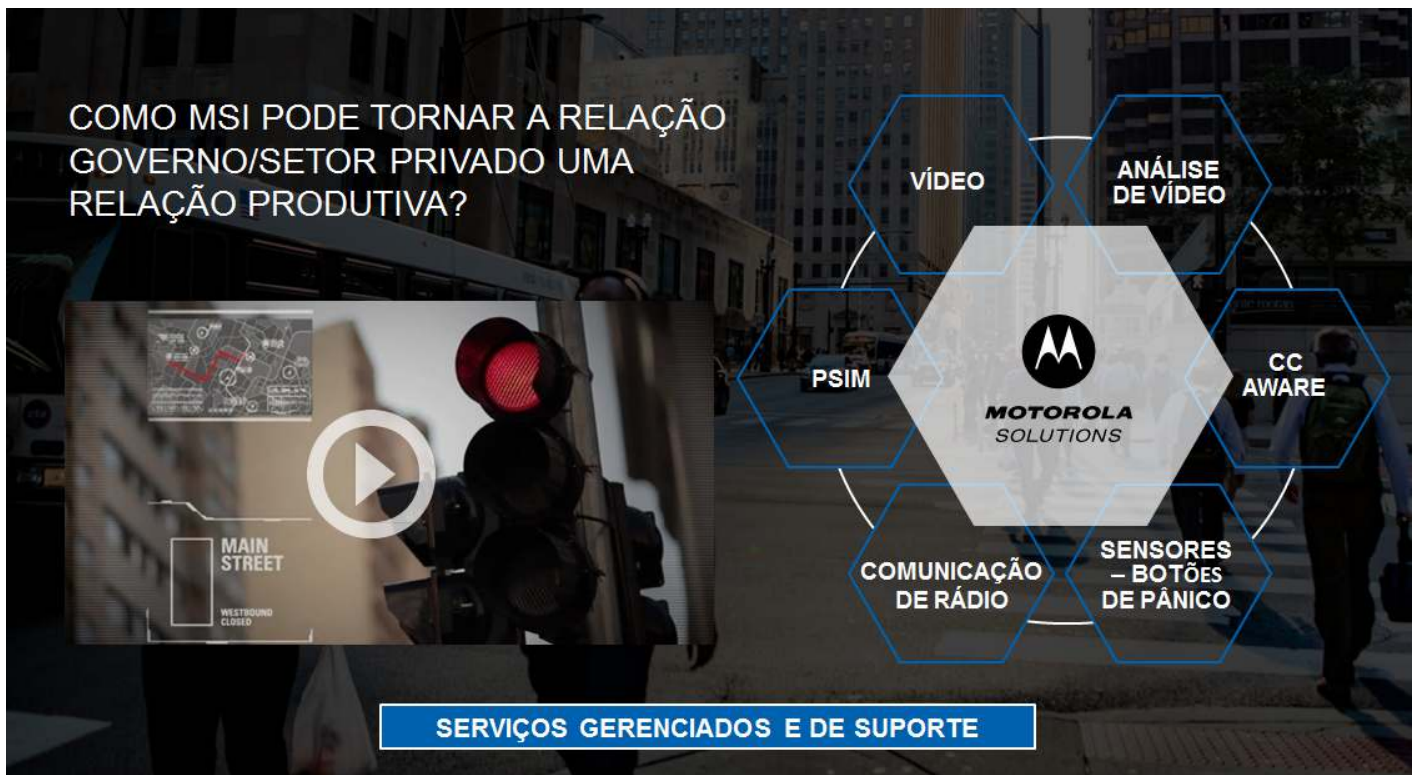 COMO MSI PODE TORNAR A RELAÇÃO
GOVERNO/SETOR PRIVADO UMA
RELAÇÃO PRODUTIVA?
VÍDEO
ANÁLISE
DE VÍDEO
PSIM
MOTOROLA
SOLUTIONS
CC
AWARE
COMUNICAÇÃO
DE RÁDIO
SENSORES
– BOTÕES
DE PÂNICO
MAIN
STREET
WESTBOUND
CLOSED
SERVIÇOS GERENCIADOS E DE SUPORTE